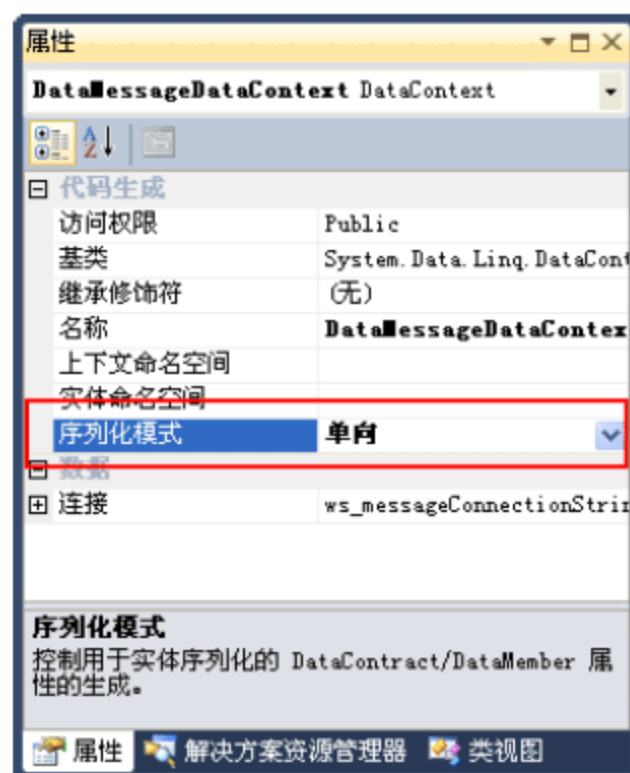 属性
DataMessageDataContext DataContext
代码生成
访问权限 Public
基类 System.Data.Linq.DataCont
继承修饰符 (无)
名称 DataMessageDataContex
上下文命名空间
实体命名空间
序列化模式 单向
数据
连接 ws_messageConnectionStrin
序列化模式
控制用于实体序列化的 DataContract/DataMember 属
性的生成。
属性 解决方案资源管理器 类视图